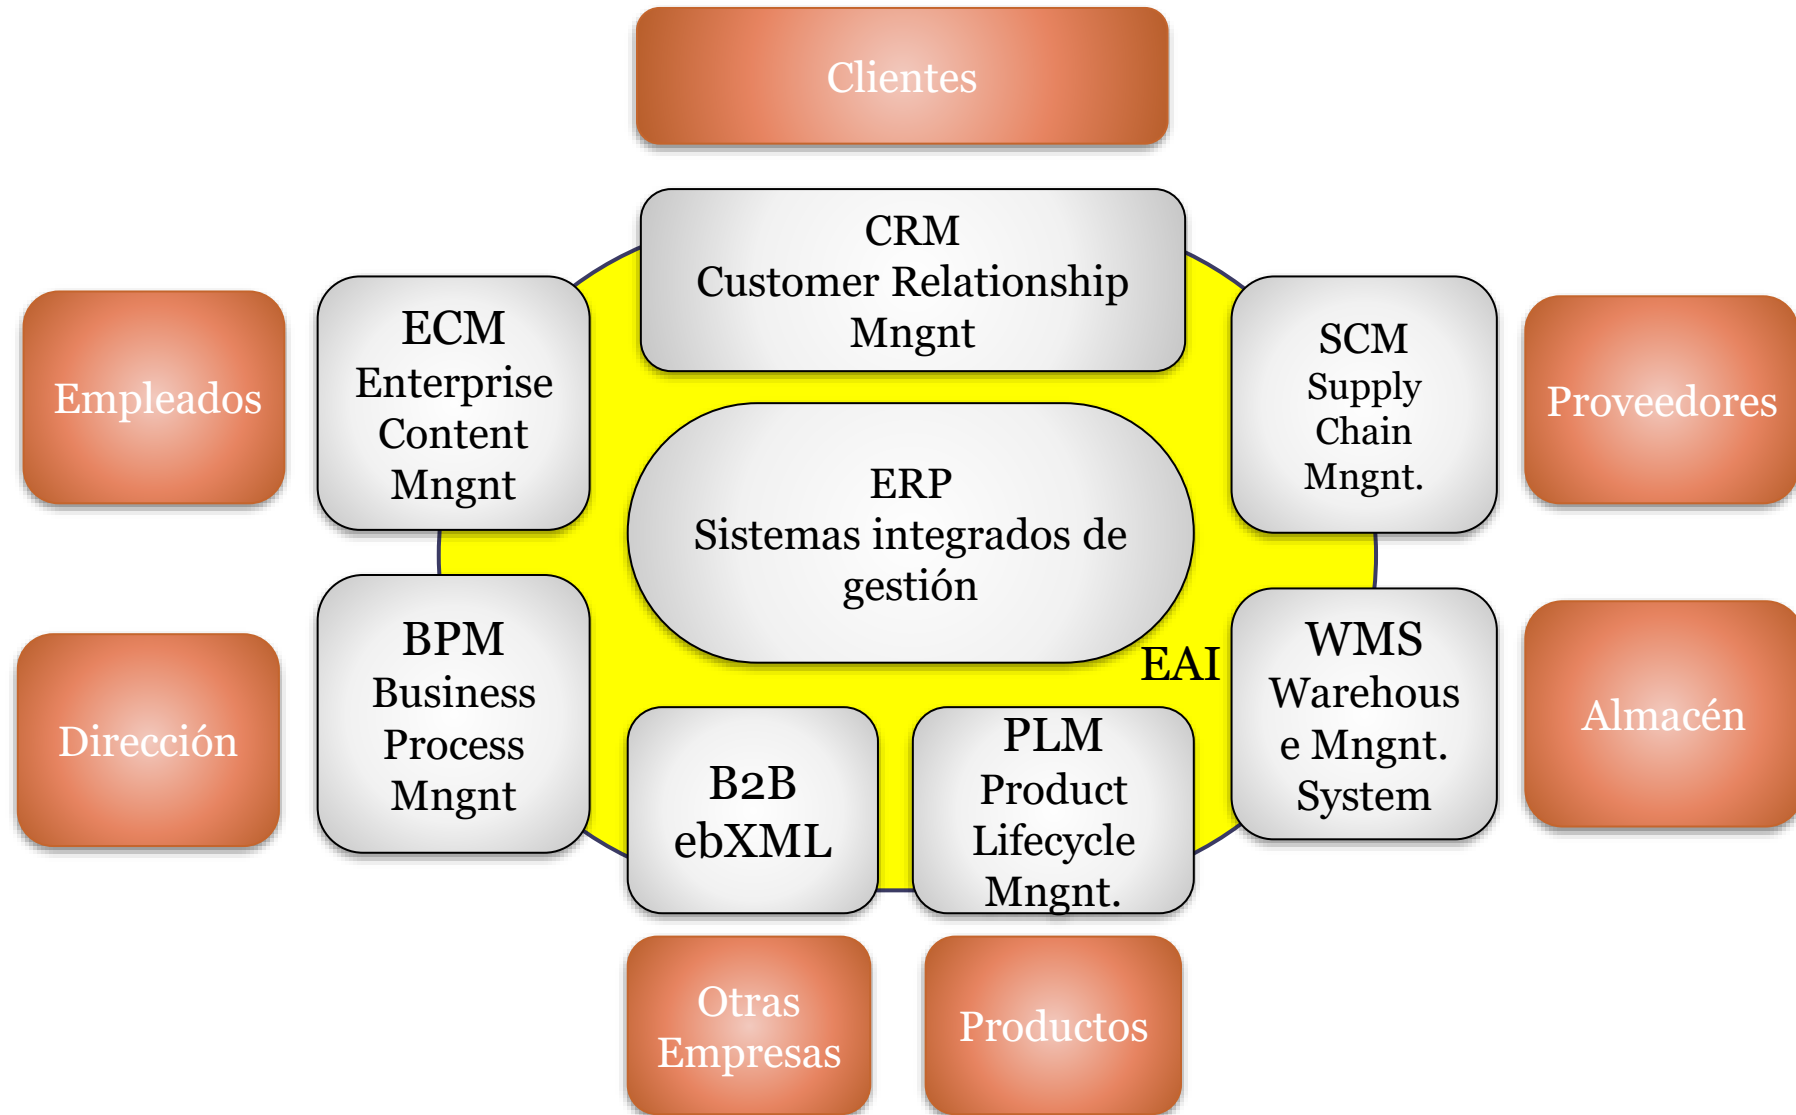 Clientes
CRM
Customer Relationship
Mngnt
Empleados
ECM
Enterprise
Content
Mngnt
SCM
Supply
Chain
Mngnt.
Proveedores
ERP
Sistemas integrados de
gestión
EAI
Dirección
BPM
Business
Process
Mngnt
B2B
ebXML
PLM
Product
Lifecycle
Mngnt.
WMS
Warehous
e Mngnt.
System
Almacén
Otras
Empresas
Productos